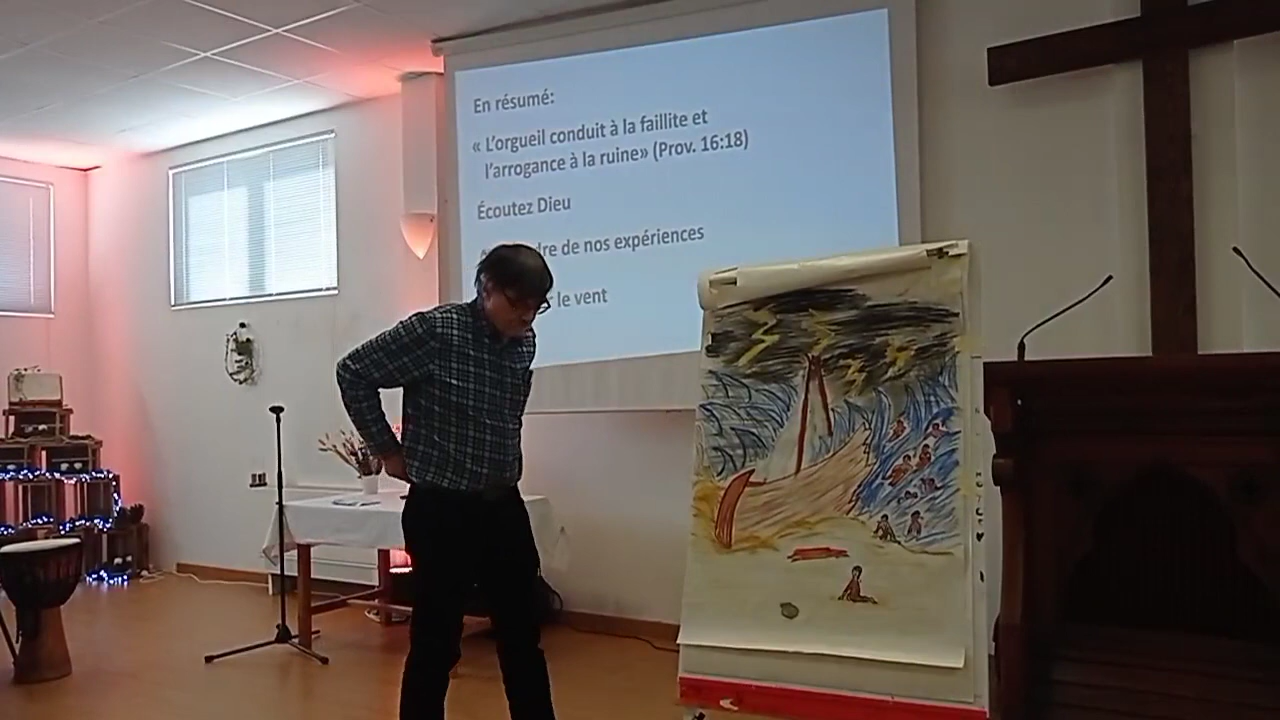 En résumé:
« L'orgueil conduit à la faillite et
l'arrogance à la ruine» (Prov. 16:18)
Écoutez Dieu
de nos expériences
le vent